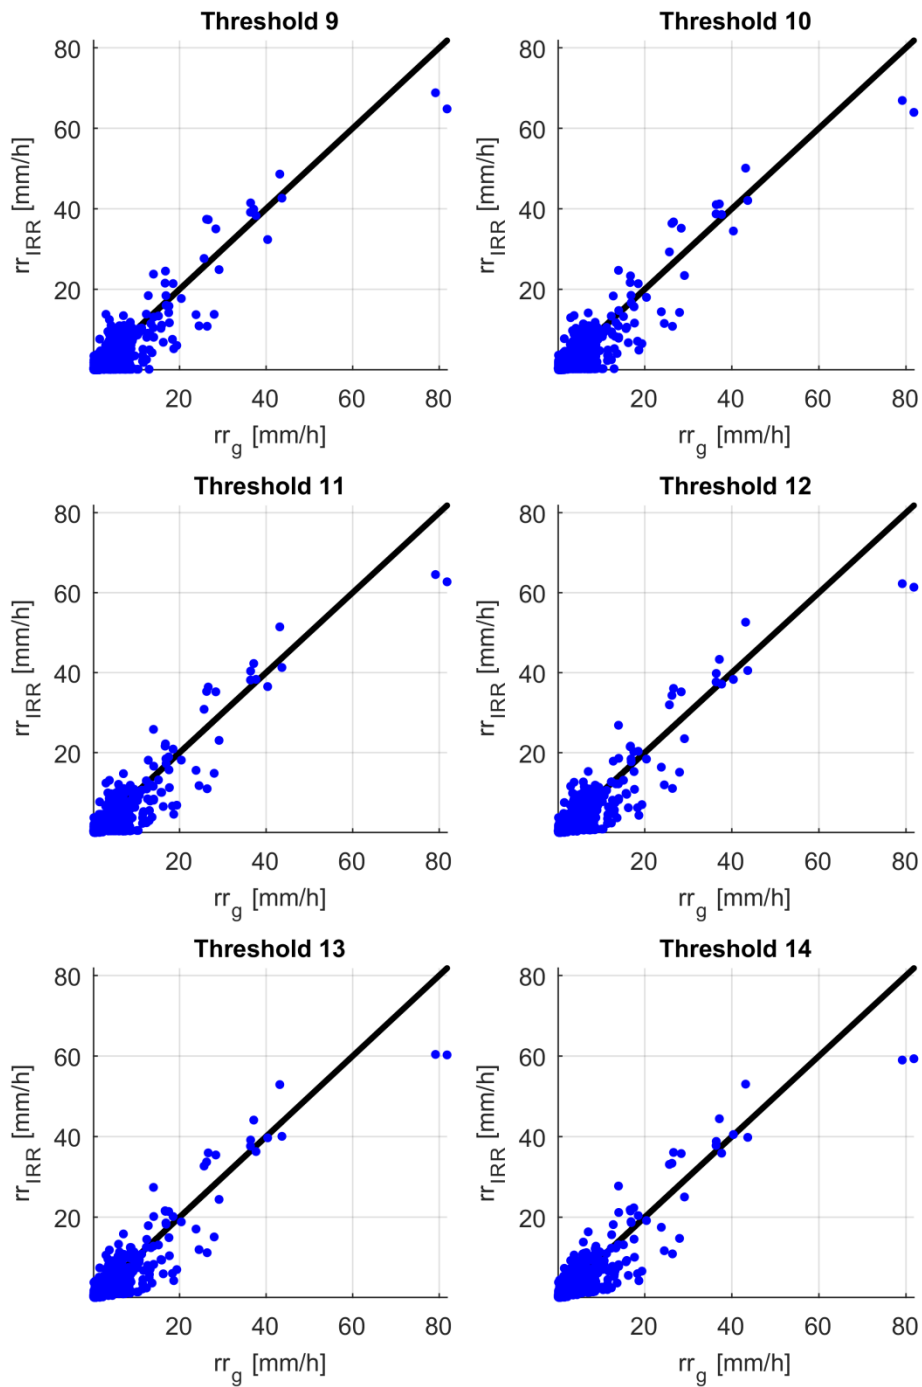 Threshold 9
80
60
40
20
rr_IRR [mm/h]
20 40 60 80
rr_g [mm/h]
Threshold 10
80
60
40
20
rr_IRR [mm/h]
20 40 60 80
rr_g [mm/h]
Threshold 11
80
60
40
20
rr_IRR [mm/h]
20 40 60 80
rr_g [mm/h]
Threshold 12
80
60
40
20
rr_IRR [mm/h]
20 40 60 80
rr_g [mm/h]
Threshold 13
80
60
40
20
rr_IRR [mm/h]
20 40 60 80
rr_g [mm/h]
Threshold 14
80
60
40
20
rr_IRR [mm/h]
20 40 60 80
rr_g [mm/h]